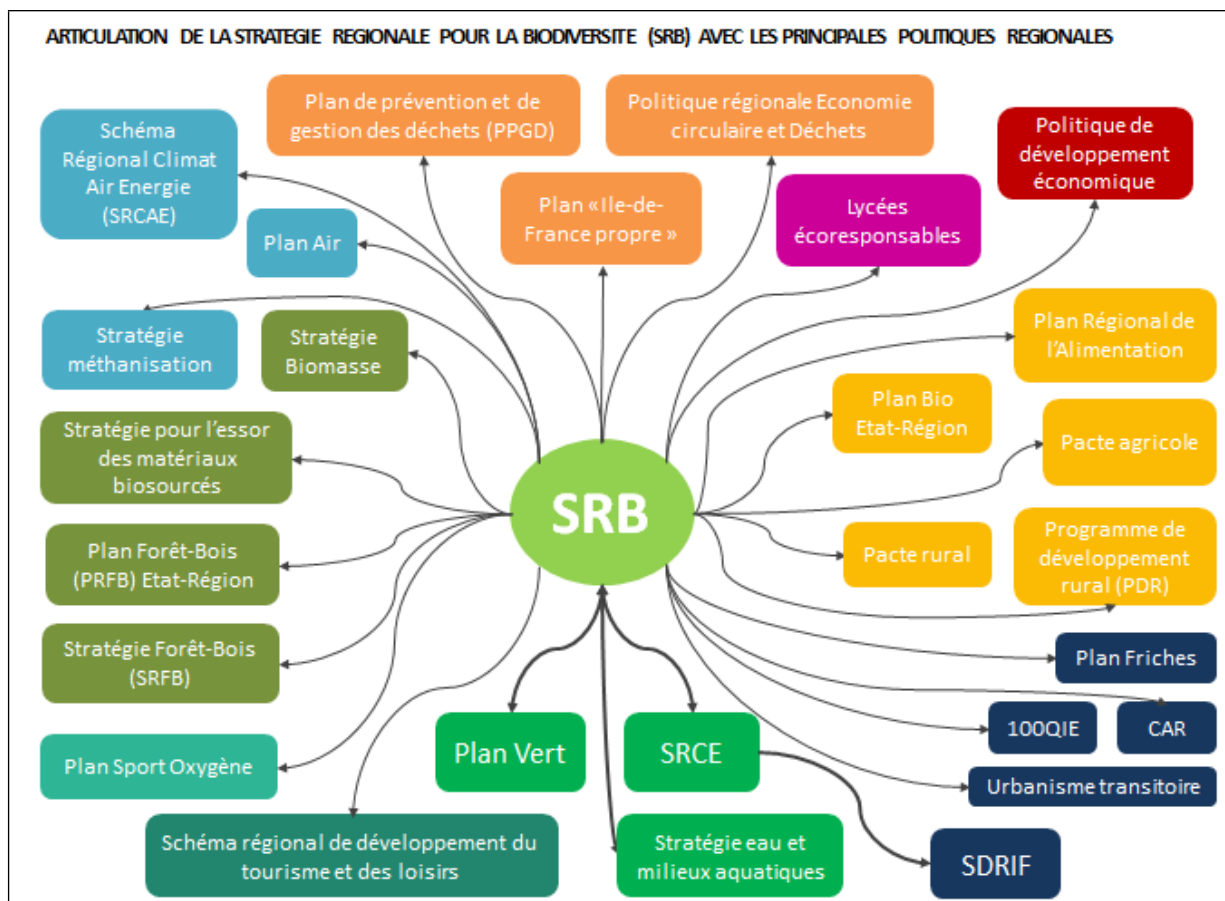 ARTICULATION DE LA STRATEGIE REGIONALE POUR LA BIODIVERSITE (SRB) AVEC LES PRINCIPALES POLITIQUES REGIONALES
Schéma
Régional Climat
Air Energie
(SRCAE)
Plan de prévention et de
gestion des déchets (PPGD)
Politique régionale Economie
circulaire et Déchets
Politique de
développement
économique
Plan Air
Plan « Ile-de-
France propre »
Lycées
écoresponsables
Stratégie
méthanisation
Stratégie
Biomasse
Plan Régional de
l'Alimentation
Plan Bio
Etat-Région
Pacte agricole
Stratégie pour l'essor
des matériaux
biosourcés
SRB
Plan Forêt-Bois
(PRFB) Etat-Région
Pacte rural
Programme de
développement
rural (PDR)
Stratégie Forêt-Bois
(SRFB)
Plan Friches
Plan Sport Oxygène
Plan Vert
SRCE
100QIE
CAR
Urbanisme transitoire
Schéma régional de développement du
tourisme et des loisirs
Stratégie eau et
milieux aquatiques
SDRIF